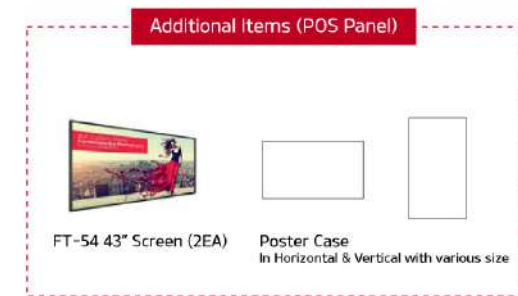 Additional Items (POS Panel)
FT-54 43" Screen (2EA)
Poster Case
In Horizontal & Vertical with various size